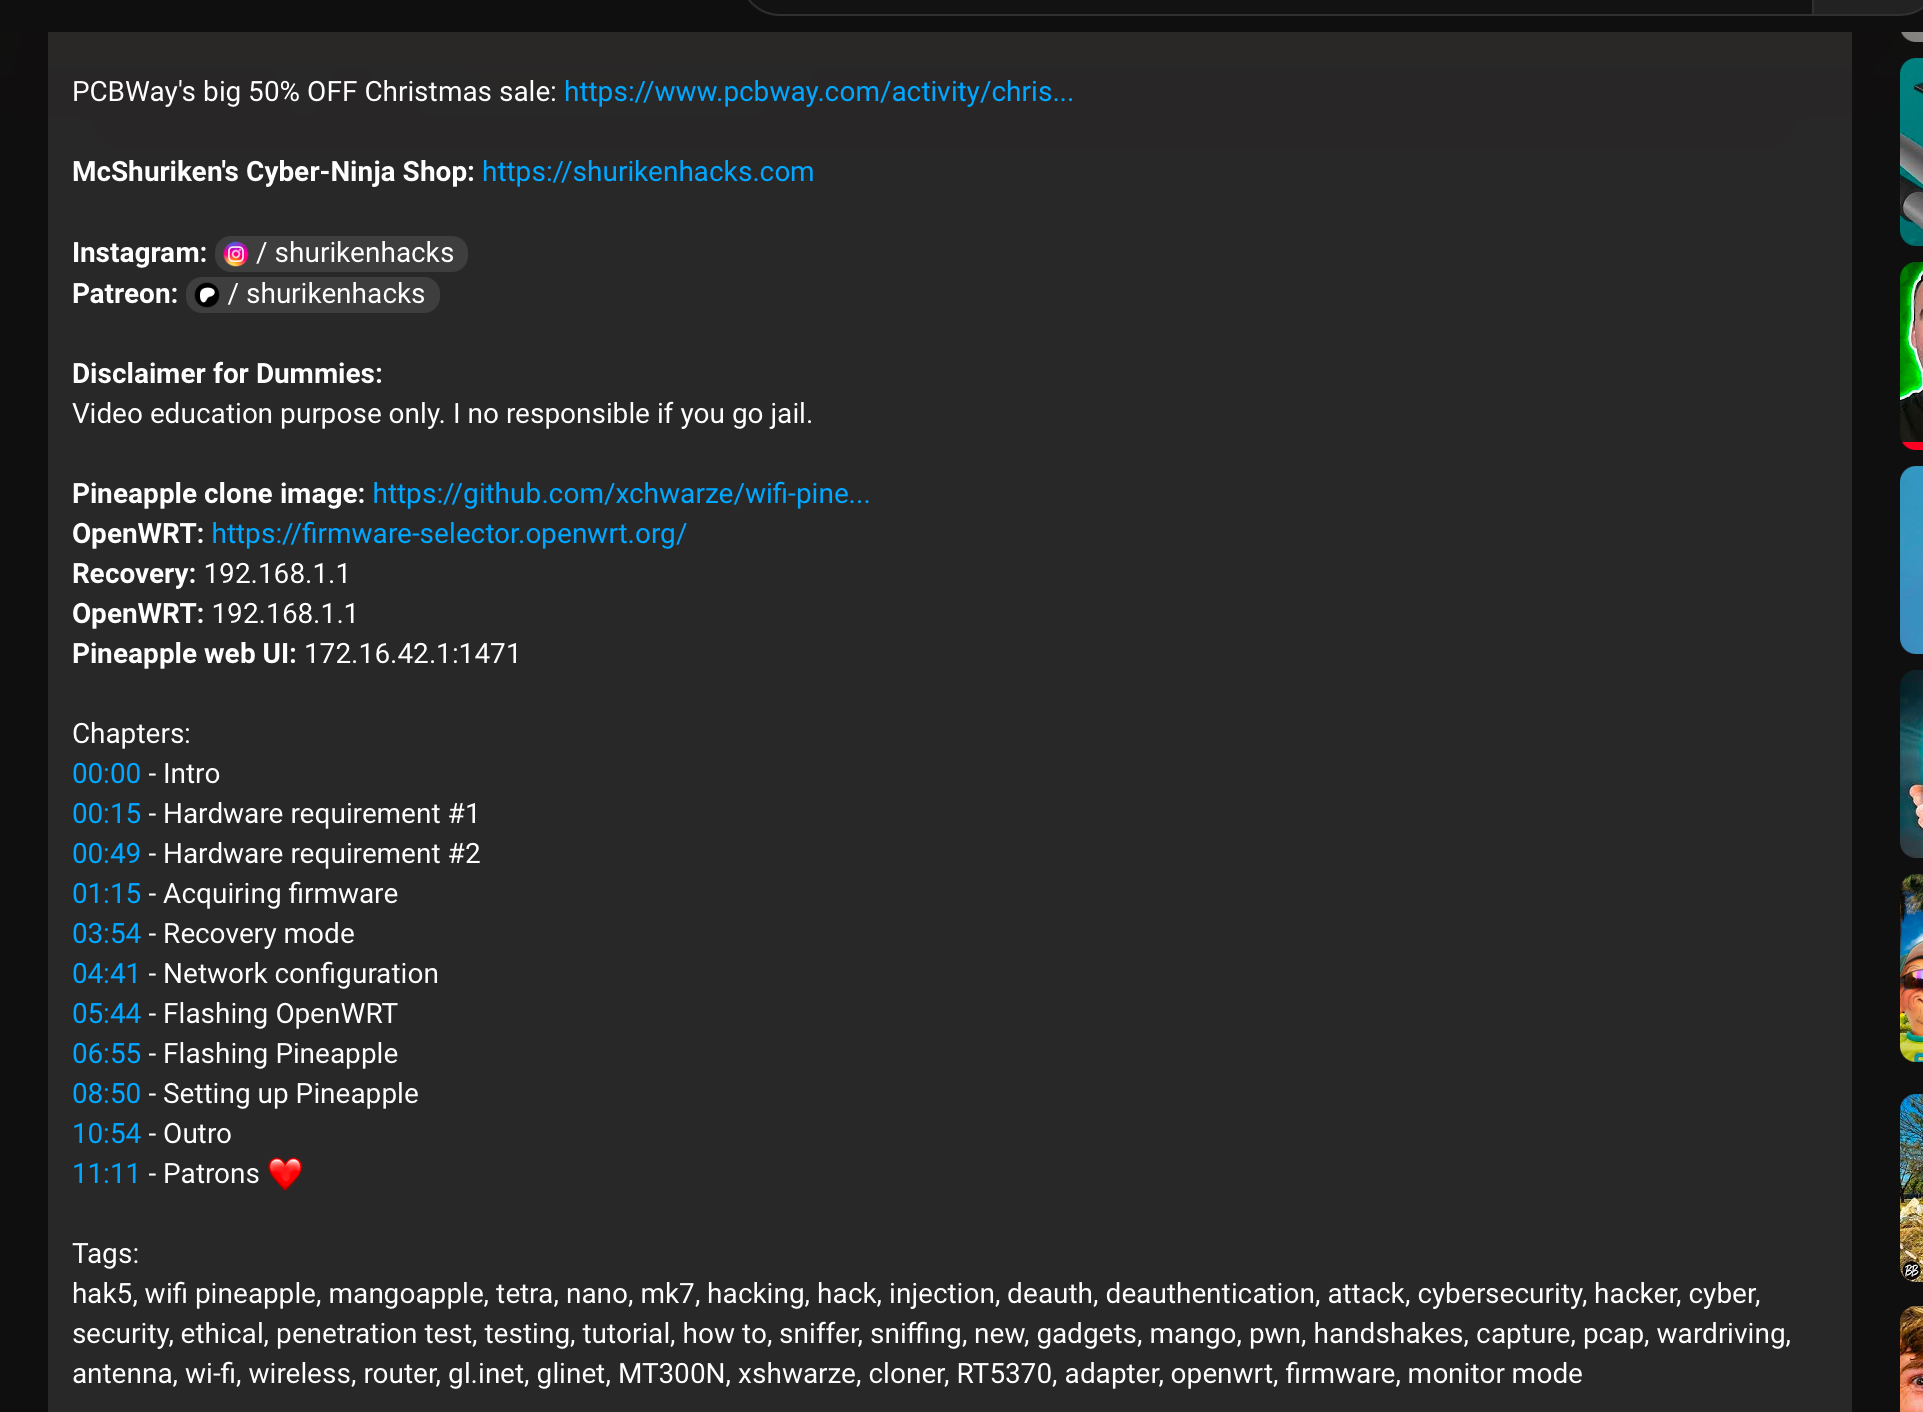 PCBWay's big 50% OFF Christmas sale: https://www.pcbway.com/activity/chris...
McShuriken's Cyber-Ninja Shop: https://shurikenhacks.com
Instagram: / shurikenhacks
Patreon: / shurikenhacks
Disclaimer for Dummies:
Video education purpose only. I no responsible if you go jail.
Pineapple clone image: https://github.com/xchwarze/wifi-pine...
OpenWRT: https://firmware-selector.openwrt.org/
Recovery: 192.168.1.1
OpenWRT: 192.168.1.1
Pineapple web UI: 172.16.42.1:1471
Chapters:
00:00 - Intro
00:15 - Hardware requirement #1
00:49 - Hardware requirement #2
01:15 - Acquiring firmware
03:54 - Recovery mode
04:41 - Network configuration
05:44 - Flashing OpenWRT
06:55 - Flashing Pineapple
08:50 - Setting up Pineapple
10:54 - Outro
11:11 - Patrons ❤️
Tags:
hak5, wifi pineapple, mangoapple, tetra, nano, mk7, hacking, hack, injection, deauth, deauthentication, attack, cybersecurity, hacker, cyber,
security, ethical, penetration test, testing, tutorial, how to, sniffer, sniffing, new, gadgets, mango, pwn, handshakes, capture, pcap, wardriving,
antenna, wi-fi, wireless, router, gl.inet, glinet, MT300N, xshwarze, cloner, RT5370, adapter, openwrt, firmware, monitor mode
BB